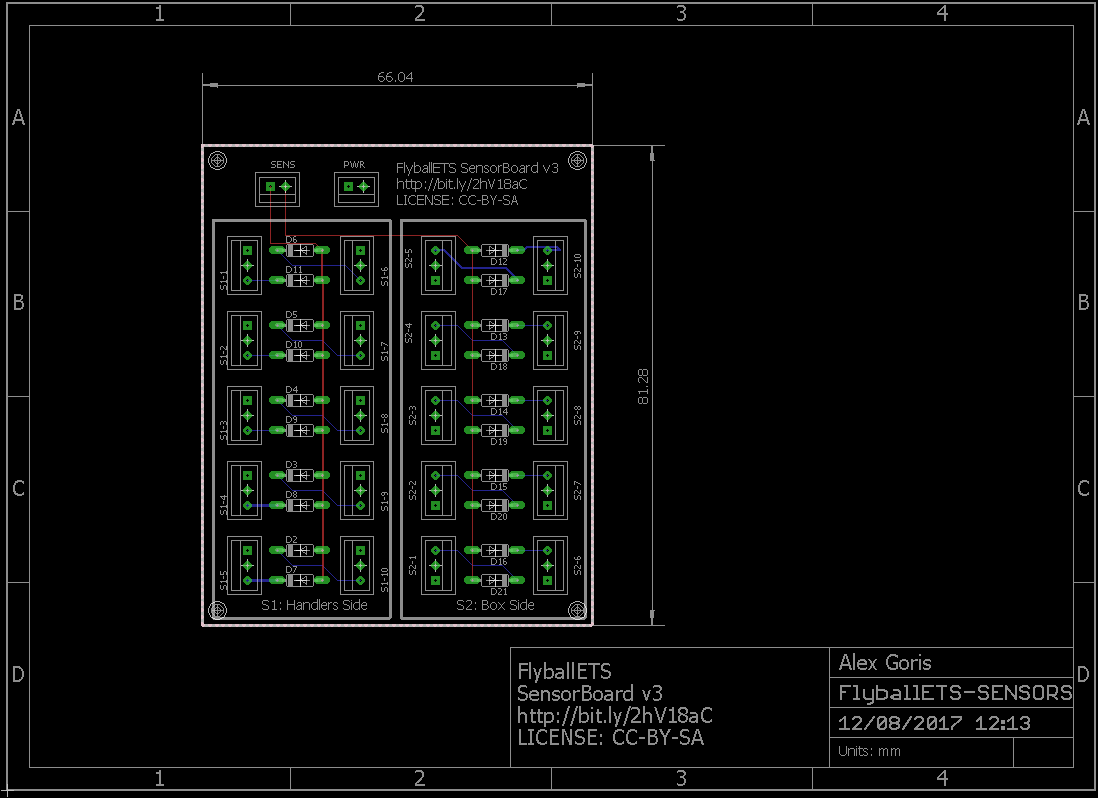 1 2 3 4
A A
66.04
SENS PWR
FlyballETS SensorBoard v3
http://bit.ly/2hV18aC
LICENSE: CC-BY-SA
D6
S1-1
D11
S1-6
S2-5
D12
D17
S2-10
B B
D5
S1-2
D10
S1-7
S2-4
D13
D18
S2-9
81.28
D4
S1-3
D9
S1-8
S2-3
D14
D19
S2-8
C C
D3
S1-4
D8
S1-9
S2-2
D15
D20
S2-7
D2
S1-5
D7
S1-10
S2-1
D16
D21
S2-6
S1: Handlers Side S2: Box Side
D D
FlyballETS
SensorBoard v3
http://bit.ly/2hV18aC
LICENSE: CC-BY-SA
Alex Goris
FlyballETS-SENSORS
12/08/2017 12:13
Units: mm
1 2 3 4